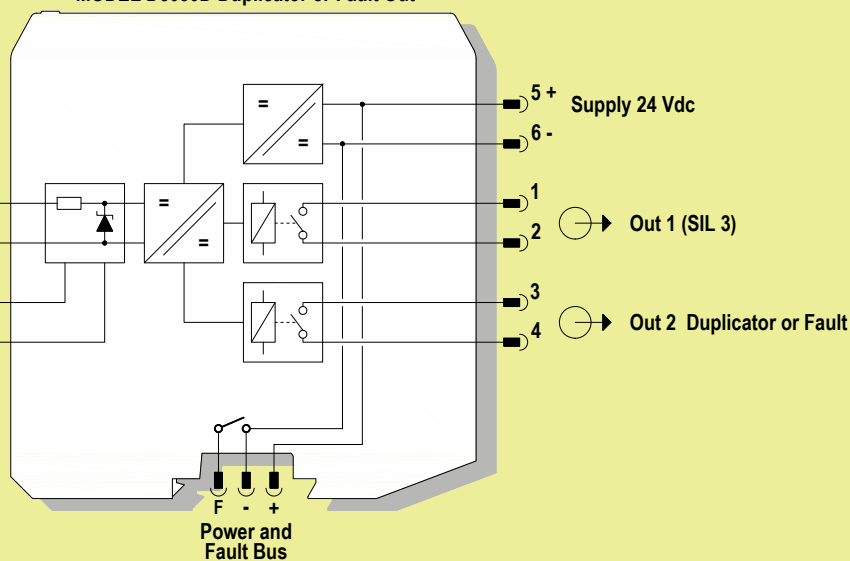 5 +
Supply 24 Vdc
6 -
=
=
=
=
1
2
Out 1 (SIL 3)
3
4
Out 2 Duplicator or Fault
F - +
Power and
Fault Bus